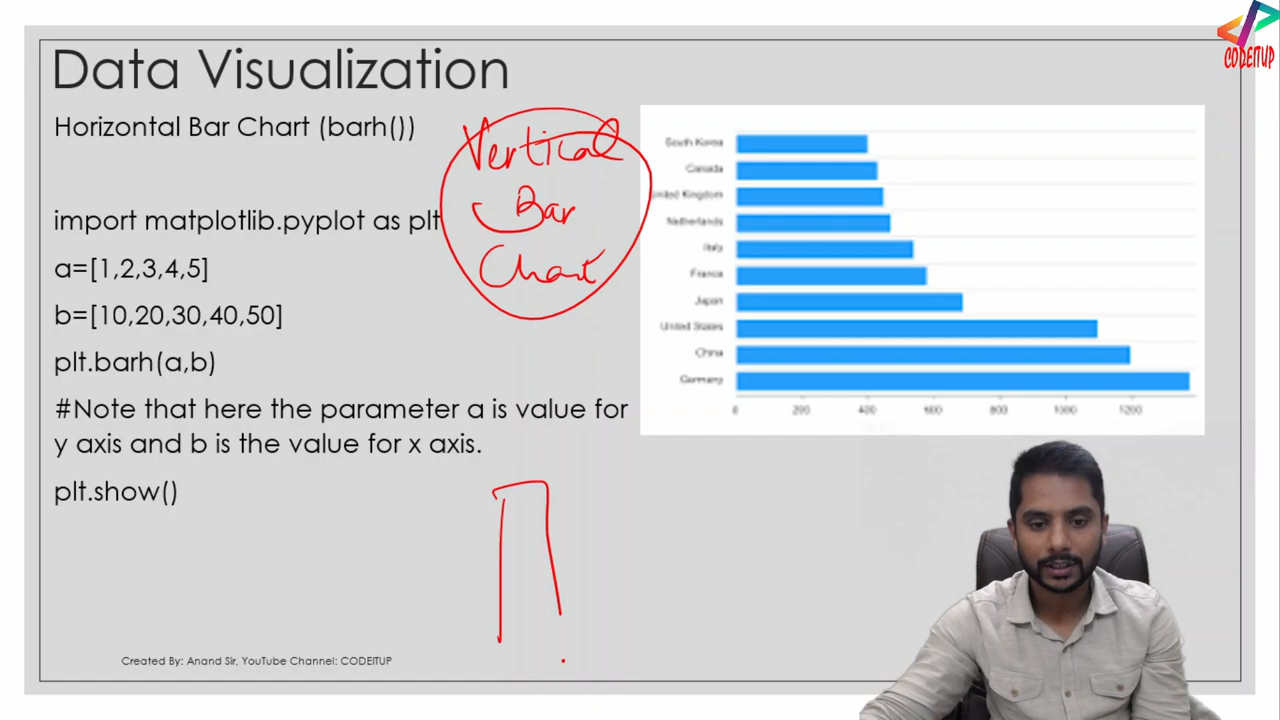 CODEITUP
Data Visualization
Horizontal Bar Chart (barh())
import matplotlib.pyplot as plt
a=[1,2,3,4,5]
b=[10,20,30,40,50]
plt.barh(a,b)
#Note that here the parameter a is value for
y axis and b is the value for x axis.
plt.show()
Vertical
Bar
Chart
South Korea
Canada
United Kingdom
Netherlands
Italy
France
Japan
United States
China
Germany
0 200 400 600 800 1000 1200
Created By: Anand Sir, YouTube Channel: CODEITUP